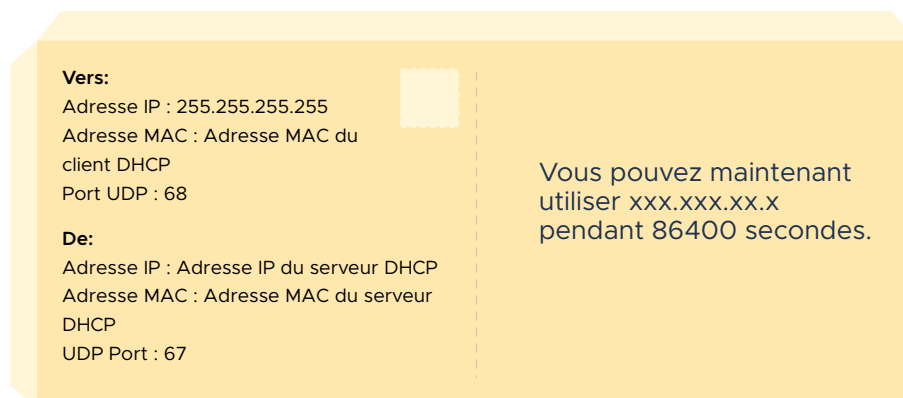 Vers:
Adresse IP : 255.255.255.255
Adresse MAC : Adresse MAC du
client DHCP
Port UDP : 68
De:
Adresse IP : Adresse IP du serveur DHCP
Adresse MAC : Adresse MAC du serveur
DHCP
UDP Port : 67
Vous pouvez maintenant
utiliser xxx.xxx.xx.x
pendant 86400 secondes.